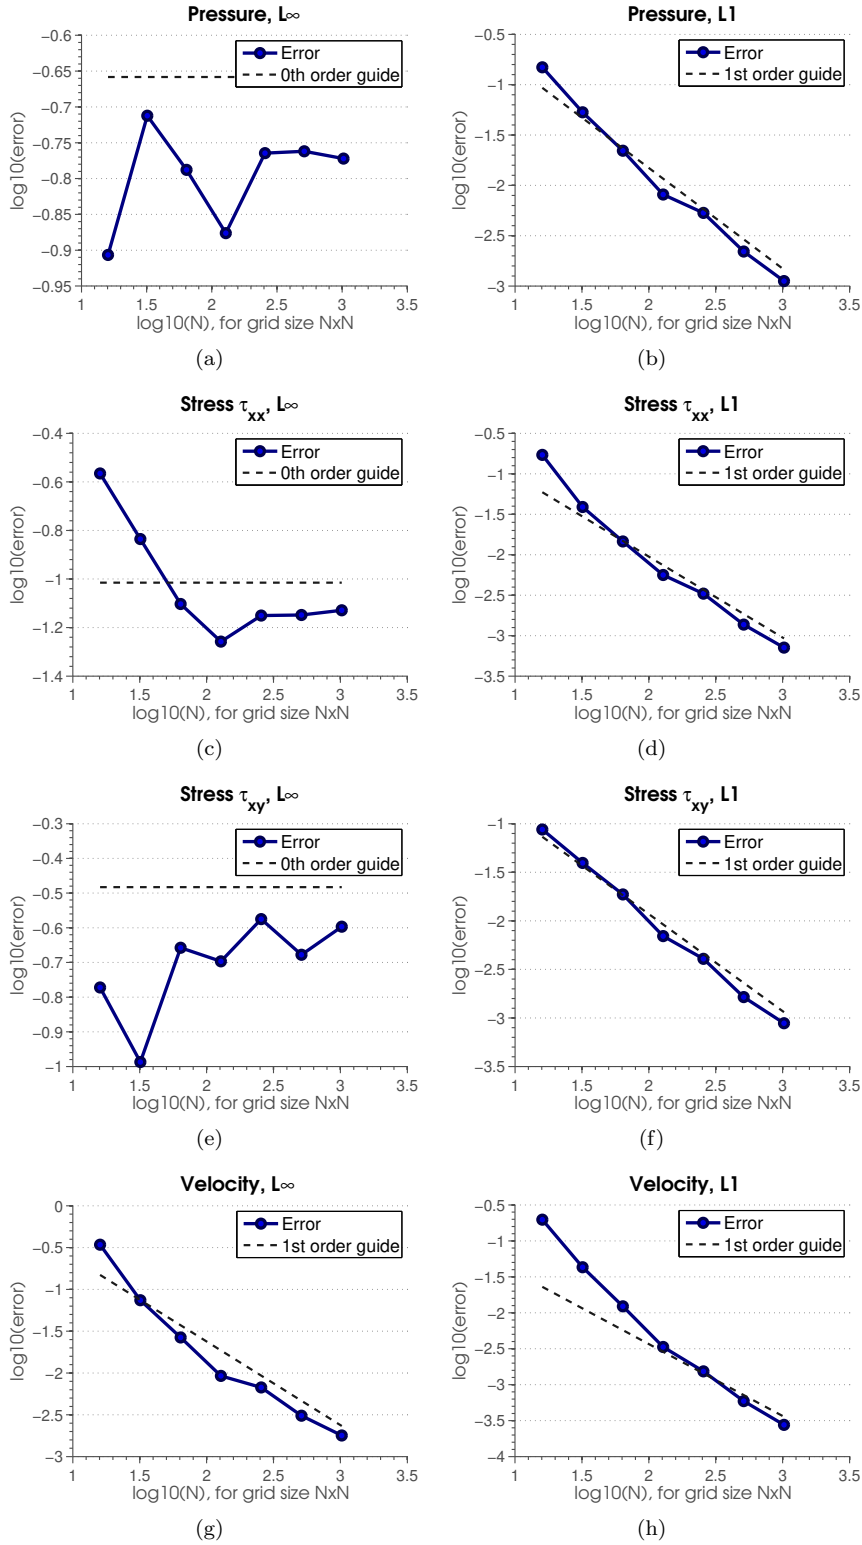 Pressure, L∞
Pressure, L1
−0.6
−0.65
−0.7
−0.75
−0.8
−0.85
−0.9
−0.95
log10(error)
Error
0th order guide
1
1.5
2
2.5
3
3.5
log10(N), for grid size NxN
(a)
−0.5
−1
−1.5
−2
−2.5
−3
log10(error)
Error
1st order guide
1
1.5
2
2.5
3
3.5
log10(N), for grid size NxN
(b)
Stress τxx, L∞
−0.4
−0.6
−0.8
−1
−1.2
−1.4
log10(error)
Error
0th order guide
1
1.5
2
2.5
3
3.5
log10(N), for grid size NxN
(c)
Stress τxx, L1
−0.5
−1
−1.5
−2
−2.5
−3
−3.5
log10(error)
Error
1st order guide
1
1.5
2
2.5
3
3.5
log10(N), for grid size NxN
(d)
Stress τxy, L∞
−0.3
−0.4
−0.5
−0.6
−0.7
−0.8
−0.9
−1
log10(error)
Error
0th order guide
1
1.5
2
2.5
3
3.5
log10(N), for grid size NxN
(e)
Stress τxy, L1
−1
−1.5
−2
−2.5
−3
−3.5
log10(error)
Error
1st order guide
1
1.5
2
2.5
3
3.5
log10(N), for grid size NxN
(f)
Velocity, L∞
0
−0.5
−1
−1.5
−2
−2.5
−3
log10(error)
Error
1st order guide
1
1.5
2
2.5
3
3.5
log10(N), for grid size NxN
(g)
Velocity, L1
−0.5
−1
−1.5
−2
−2.5
−3
−3.5
−4
log10(error)
Error
1st order guide
1
1.5
2
2.5
3
3.5
log10(N), for grid size NxN
(h)